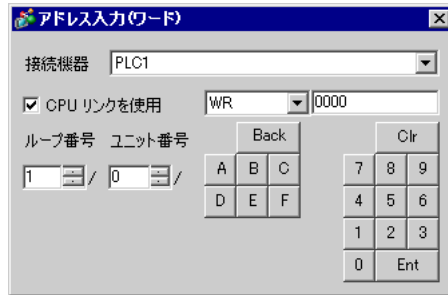 アドレス入力(ワード)
接続機器 PLC1
CPU リンクを使用 WR 0000
ループ番号 ユニット番号 Back Clr
1 / 0 / A B C 7 8 9
D E F 4 5 6
1 2 3
0 Ent